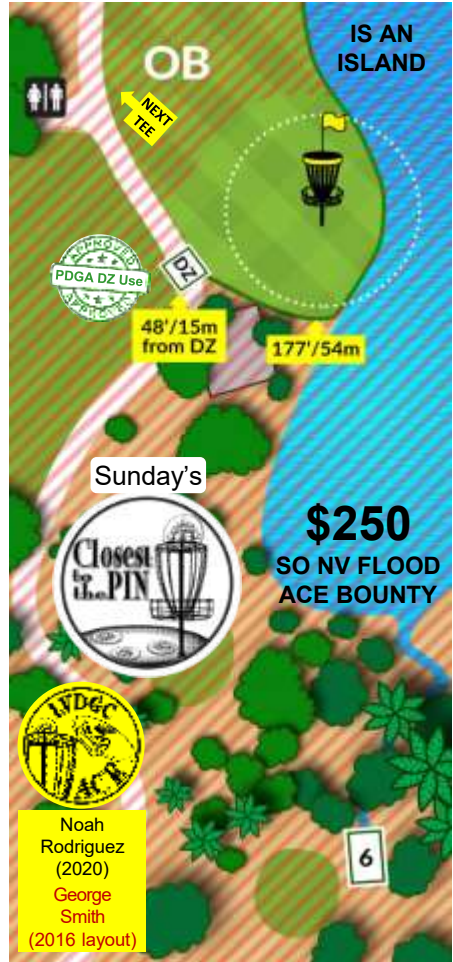 IS AN
ISLAND
OB
NEXT
TEE
APPROVED
PDGA DZ Use
APPROVED
DZ
48'/15m
from DZ
177'/54m
Sunday's
Closest
to
the PIN
$250
SO NV FLOOD
ACE BOUNTY
LVDGC
ACE
Noah
Rodriguez
(2020)
George
Smith
(2016 layout)
6